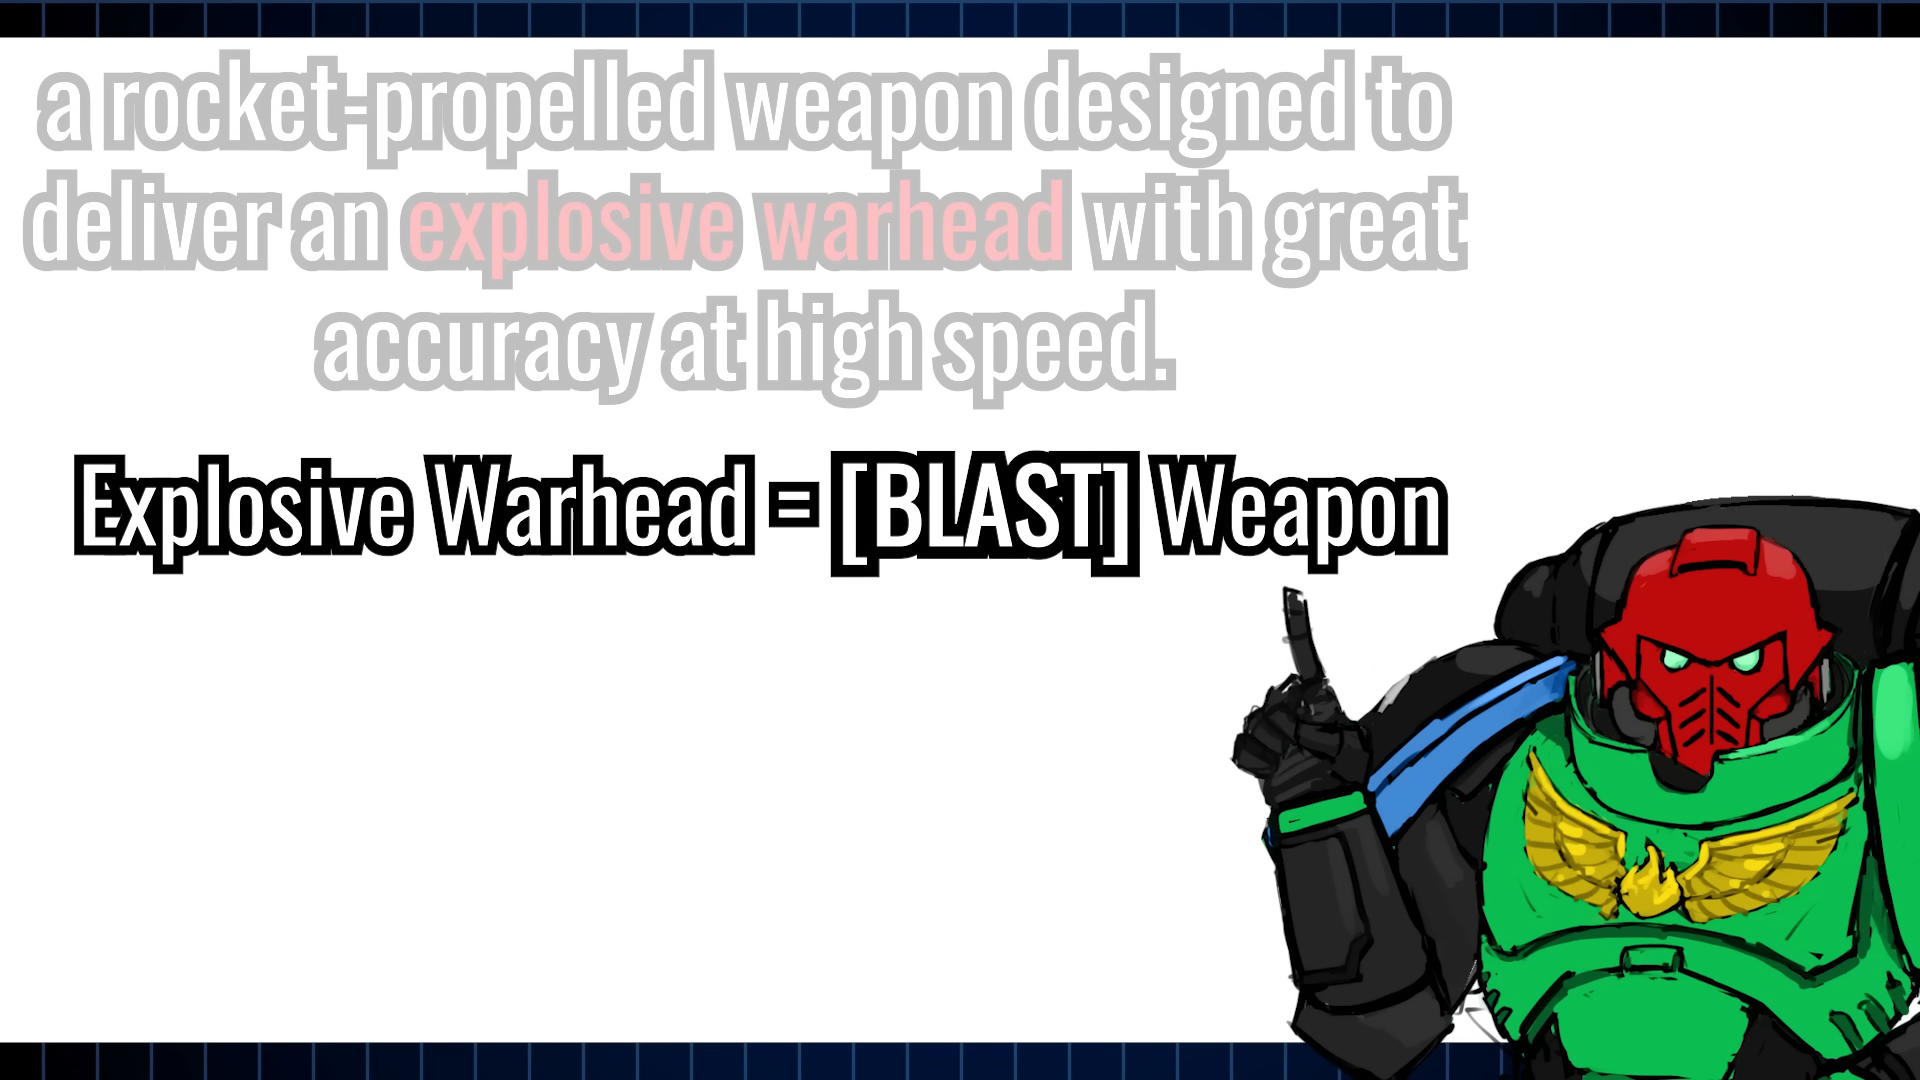 a rocket-propelled weapon designed to
deliver an explosive warhead with great
accuracy at high speed.
Explosive Warhead = [BLAST] Weapon